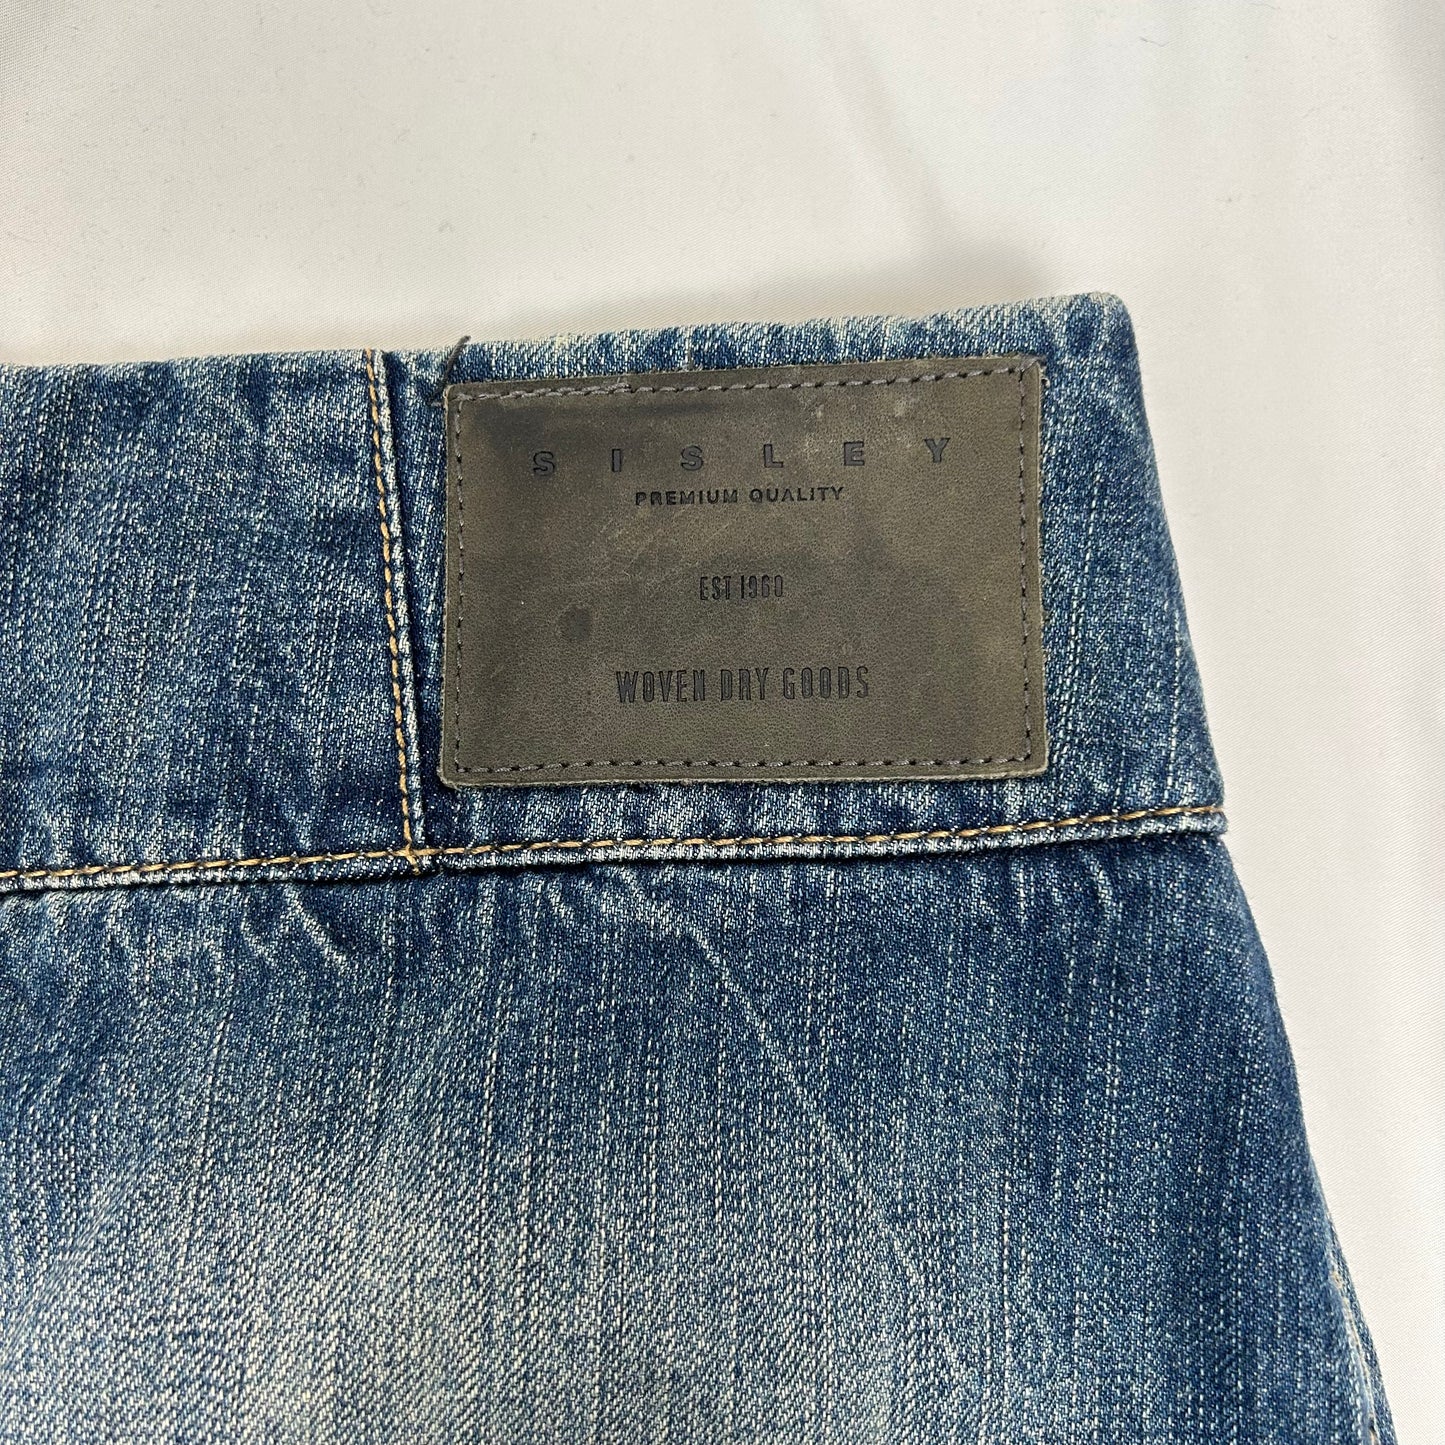 SISLEY
PREMIUM QUALITY
EST 1960
WOVEN DRY GOODS